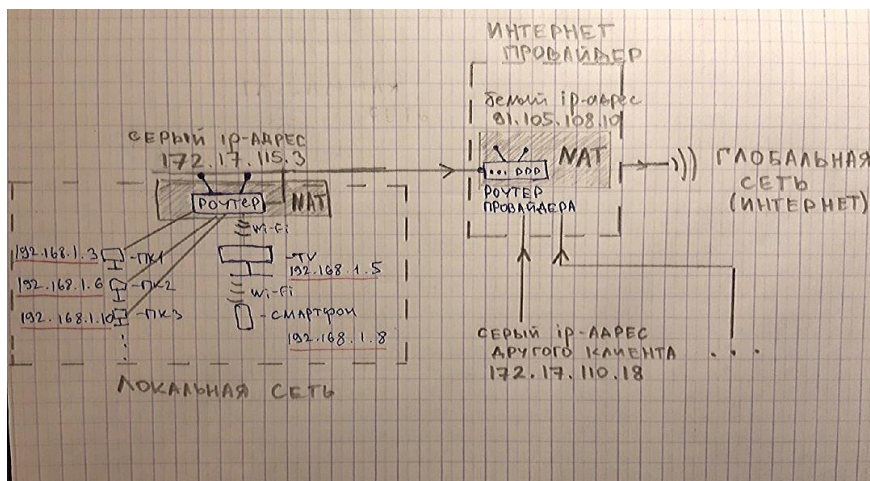 ИНТЕРНЕТ
ПРОВАЙДЕР
белый ip-адрес
91.105.108.10
NAT
РОУТЕР
ПРОВАЙДЕРА
ГЛОБАЛЬНАЯ
СЕТЬ
(ИНТЕРНЕТ)
СЕРЫЙ IP-АДРЕС
172.17.115.3
РОУТЕР
NAT
Wi-Fi
192.168.1.3
-ПК1
-TV
192.168.1.5
192.168.1.6
-ПК2
Wi-Fi
192.168.1.10
-ПК3
-СМАРТФОН
192.168.1.8
ЛОКАЛЬНАЯ СЕТЬ
СЕРЫЙ ip-АДРЕС
ДРУГОГО КЛИЕНТА
172.17.110.18